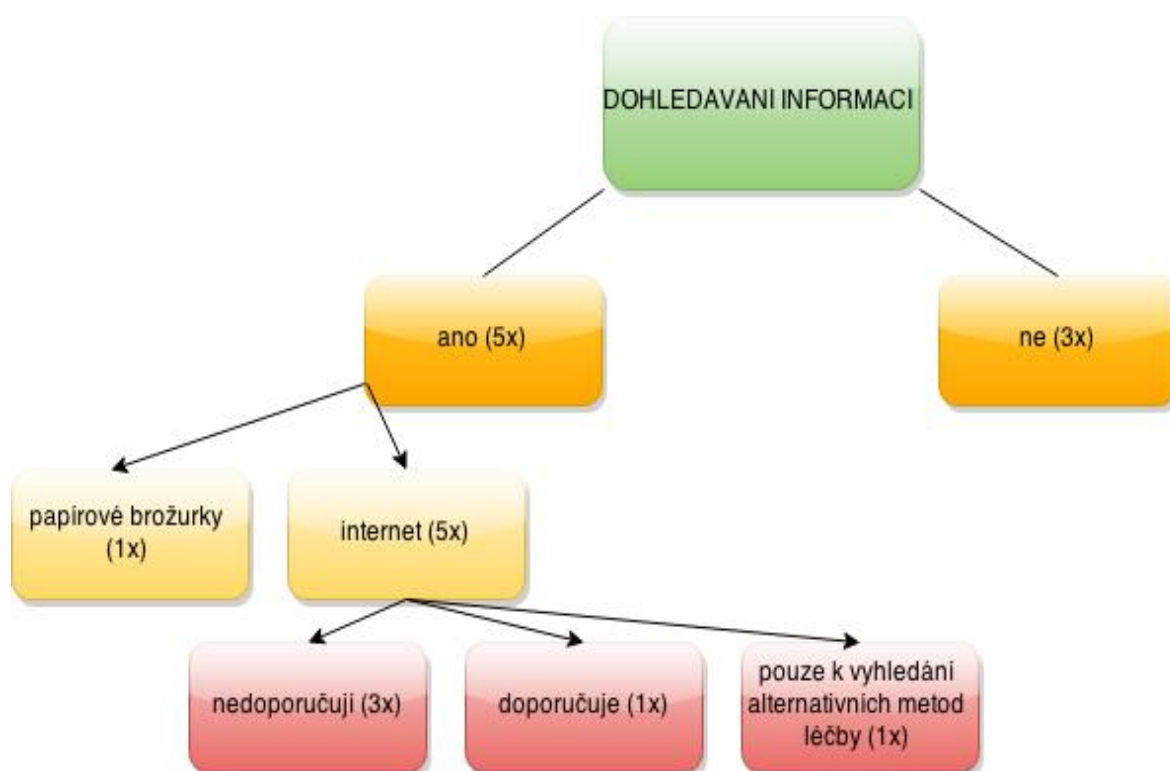 DOHLEDAVANI INFORMACI
ano (5x)
ne (3x)
papírové brožurky
(1x)
internet (5x)
nedoporučují (3x)
doporučuje (1x)
pouze k vyhledání
alternativních metod
léčby (1x)